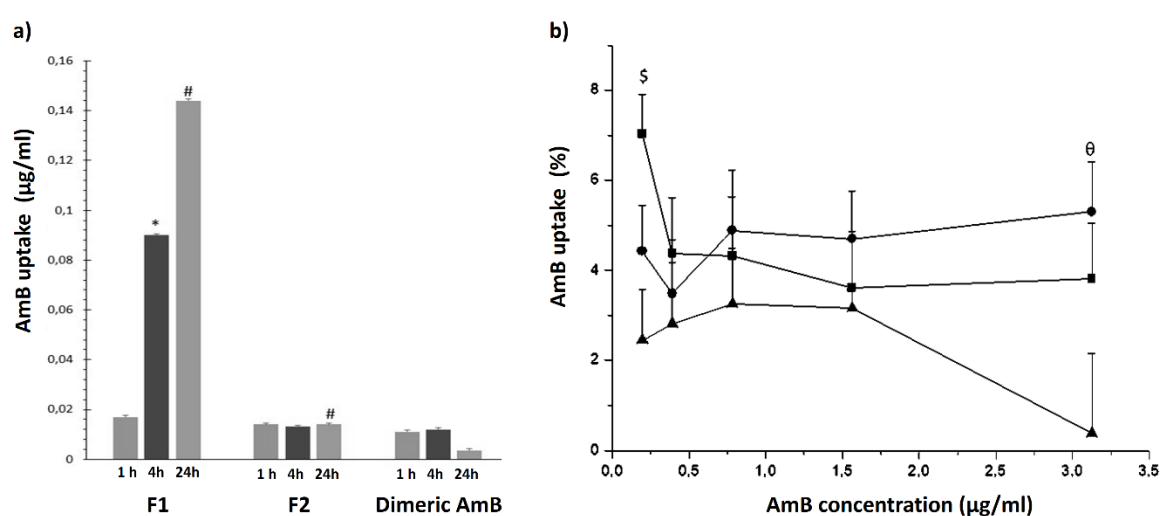 a)
AmB uptake (µg/ml)
0,16
0,14
0,12
0,1
0,08
0,06
0,04
0,02
0
*
#
#
1 h 4h 24h
1 h 4h 24h
1 h 4h 24h
F1 F2 Dimeric AmB
b)
AmB uptake (%)
8
6
4
2
0
$
θ
0,0 0,5 1,0 1,5 2,0 2,5 3,0 3,5
AmB concentration (µg/ml)